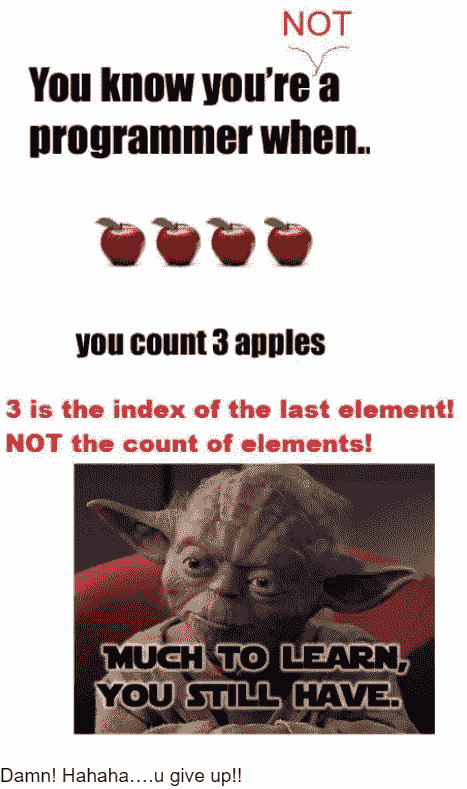 NOT
You know you're a
programmer when..
you count 3 apples
3 is the index of the last element!
NOT the count of elements!
MUCH TO LEARN,
YOU STILL HAVE.
Damn! Hahaha....u give up!!